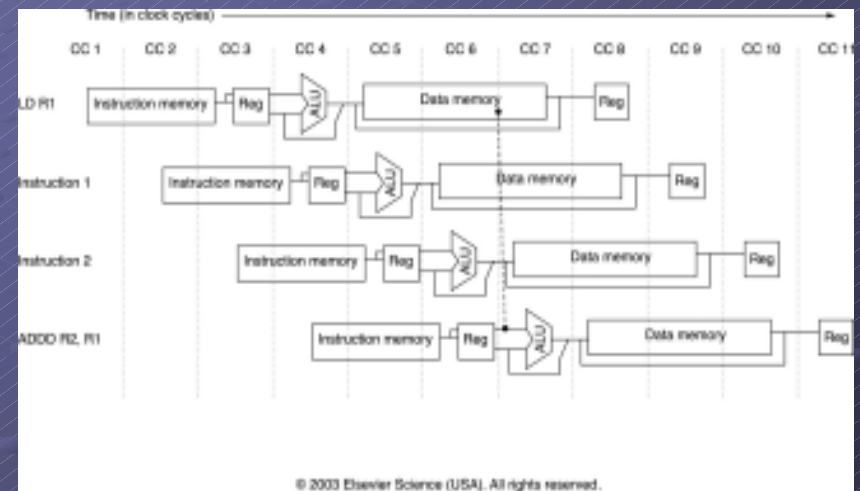 Time (in clock cycles)
CC 1 CC 2 CC 3 CC 4 CC 5 CC 6 CC 7 CC 8 CC 9 CC 10 CC 11
LD R1 Instruction memory Reg ALU Data memory Reg
Instruction 1 Instruction memory Reg ALU Data memory Reg
Instruction 2 Instruction memory Reg ALU Data memory Reg
ADDD R2, R1 Instruction memory Reg ALU Data memory Reg
© 2003 Elsevier Science (USA). All rights reserved.